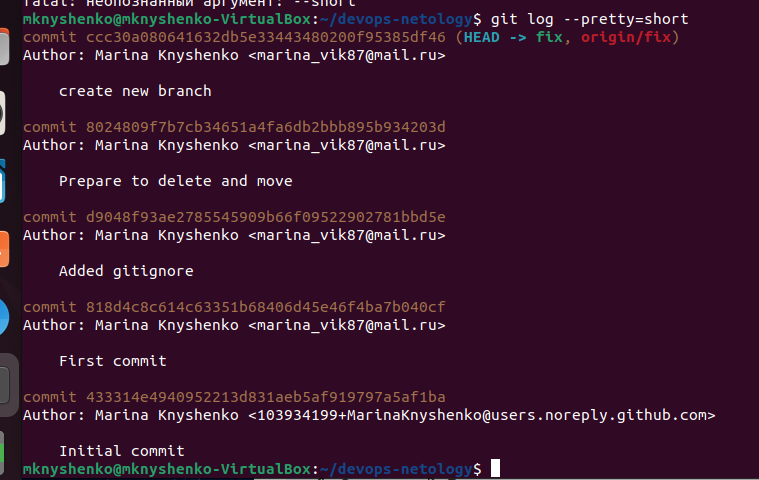 fatal: неопознанный аргумент: --short
mknyshenko@mknyshenko-VirtualBox:~/devops-netology$ git log --pretty=short
commit ccc30a080641632db5e33443480200f95385df46 (HEAD -> fix, origin/fix)
Author: Marina Knyshenko <marina_vik87@mail.ru>
create new branch
commit 8024809f7b7cb34651a4fa6db2bbb895b934203d
Author: Marina Knyshenko <marina_vik87@mail.ru>
Prepare to delete and move
commit d9048f93ae2785545909b66f09522902781bbd5e
Author: Marina Knyshenko <marina_vik87@mail.ru>
Added gitignore
commit 818d4c8c614c63351b68406d45e46f4ba7b040cf
Author: Marina Knyshenko <marina_vik87@mail.ru>
First commit
commit 433314e4940952213d831aeb5af919797a5af1ba
Author: Marina Knyshenko <103934199+MarinaKnyshenko@users.noreply.github.com>
Initial commit
mknyshenko@mknyshenko-VirtualBox:~/devops-netology$